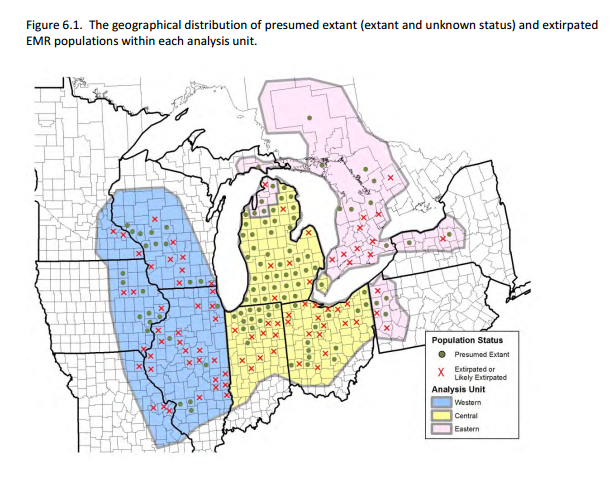 Figure 6.1. The geographical distribution of presumed extant (extant and unknown status) and extirpated
EMR populations within each analysis unit.
Population Status
Presumed Extant
Extirpated or
Likely Extirpated
Analysis Unit
Western
Central
Eastern